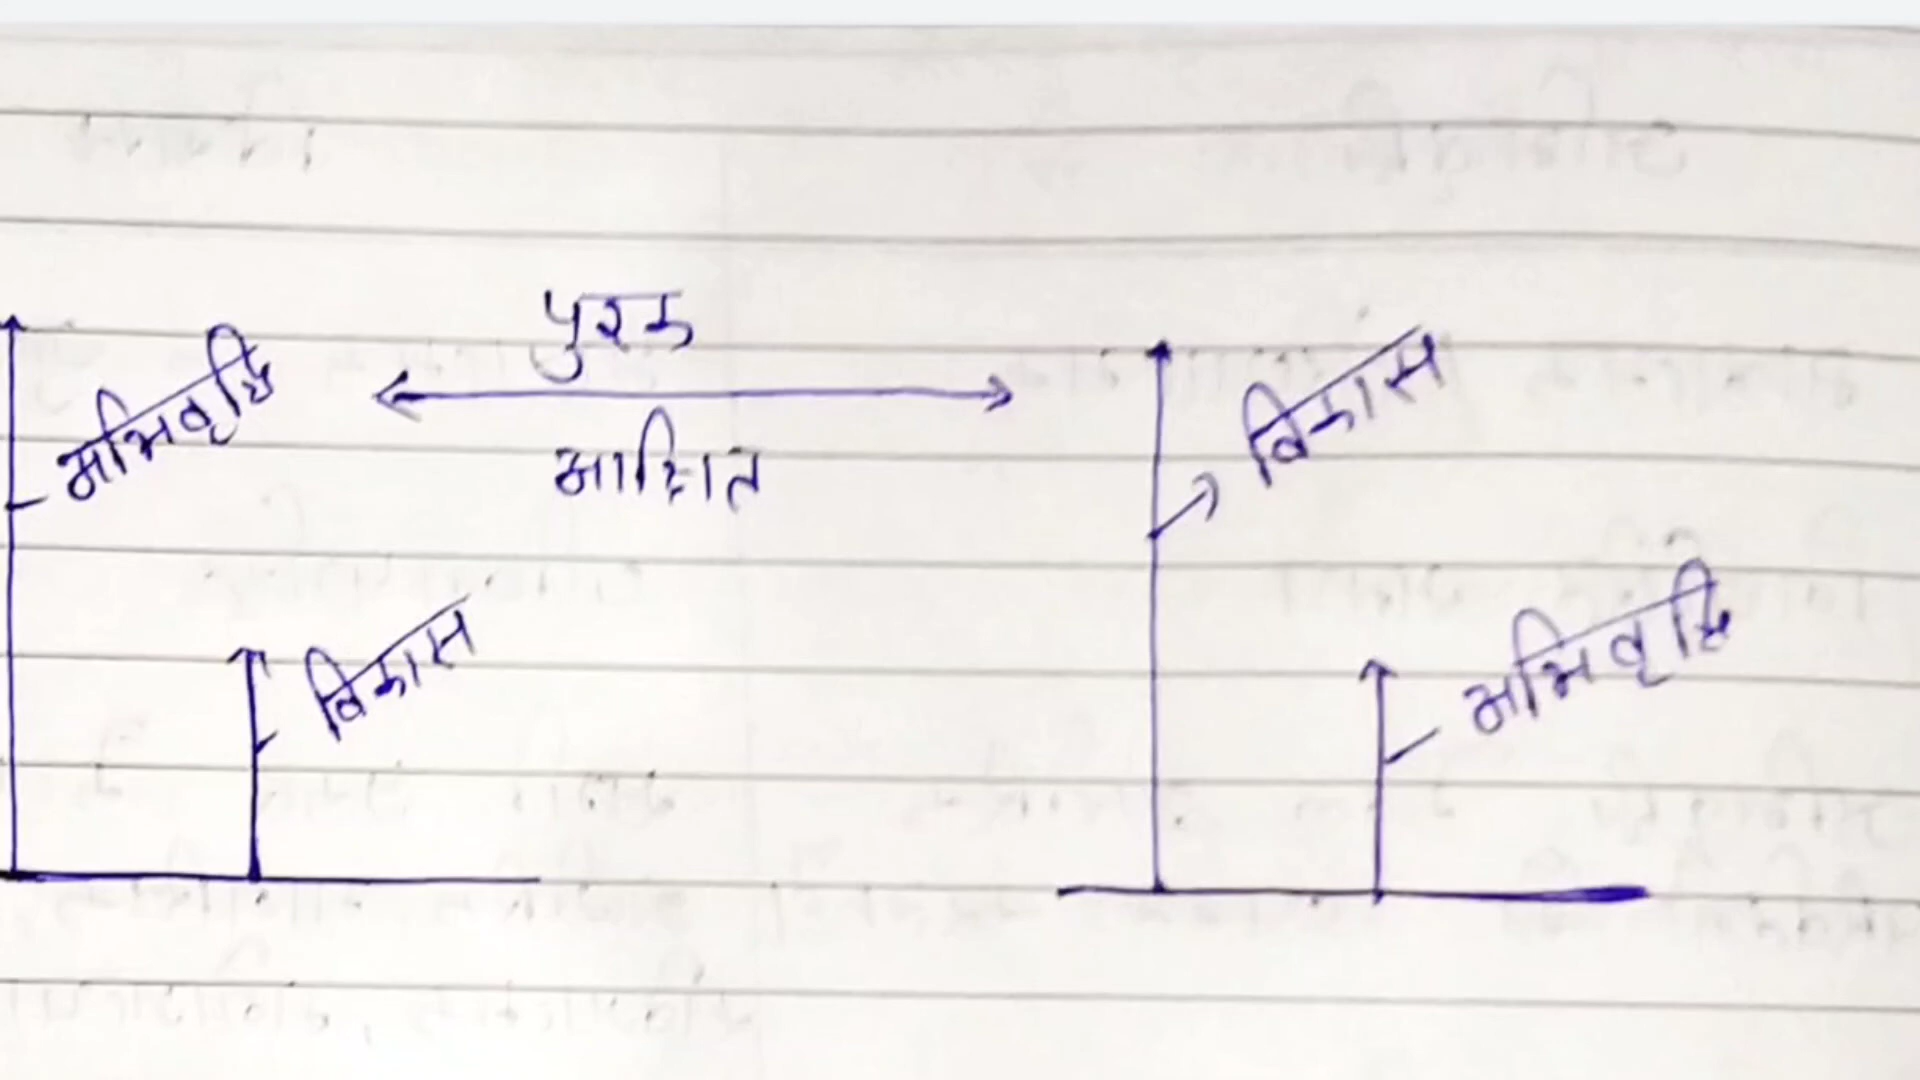 पुरक
अभिवृद्धि
विकास
आश्रित
विकास
अभिवृद्धि